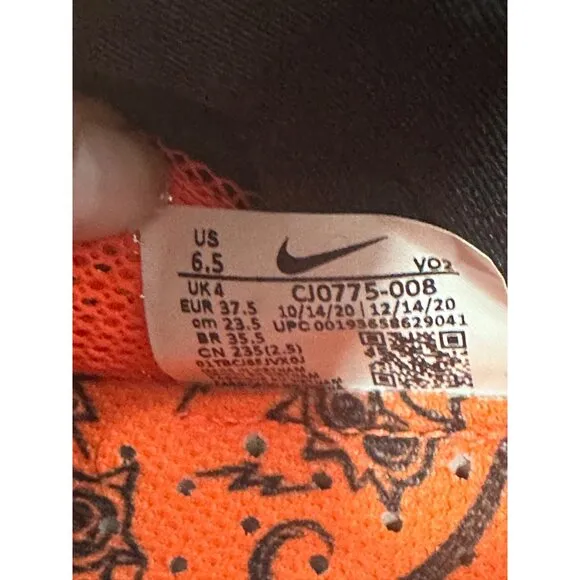 US
6.5
VO2
UK 4
CJ0775-008
EUR 37.5
10/14/20 | 12/14/20
cm 23.5
UPC 00193658629041
BR 35.5
CN 235(2.5)